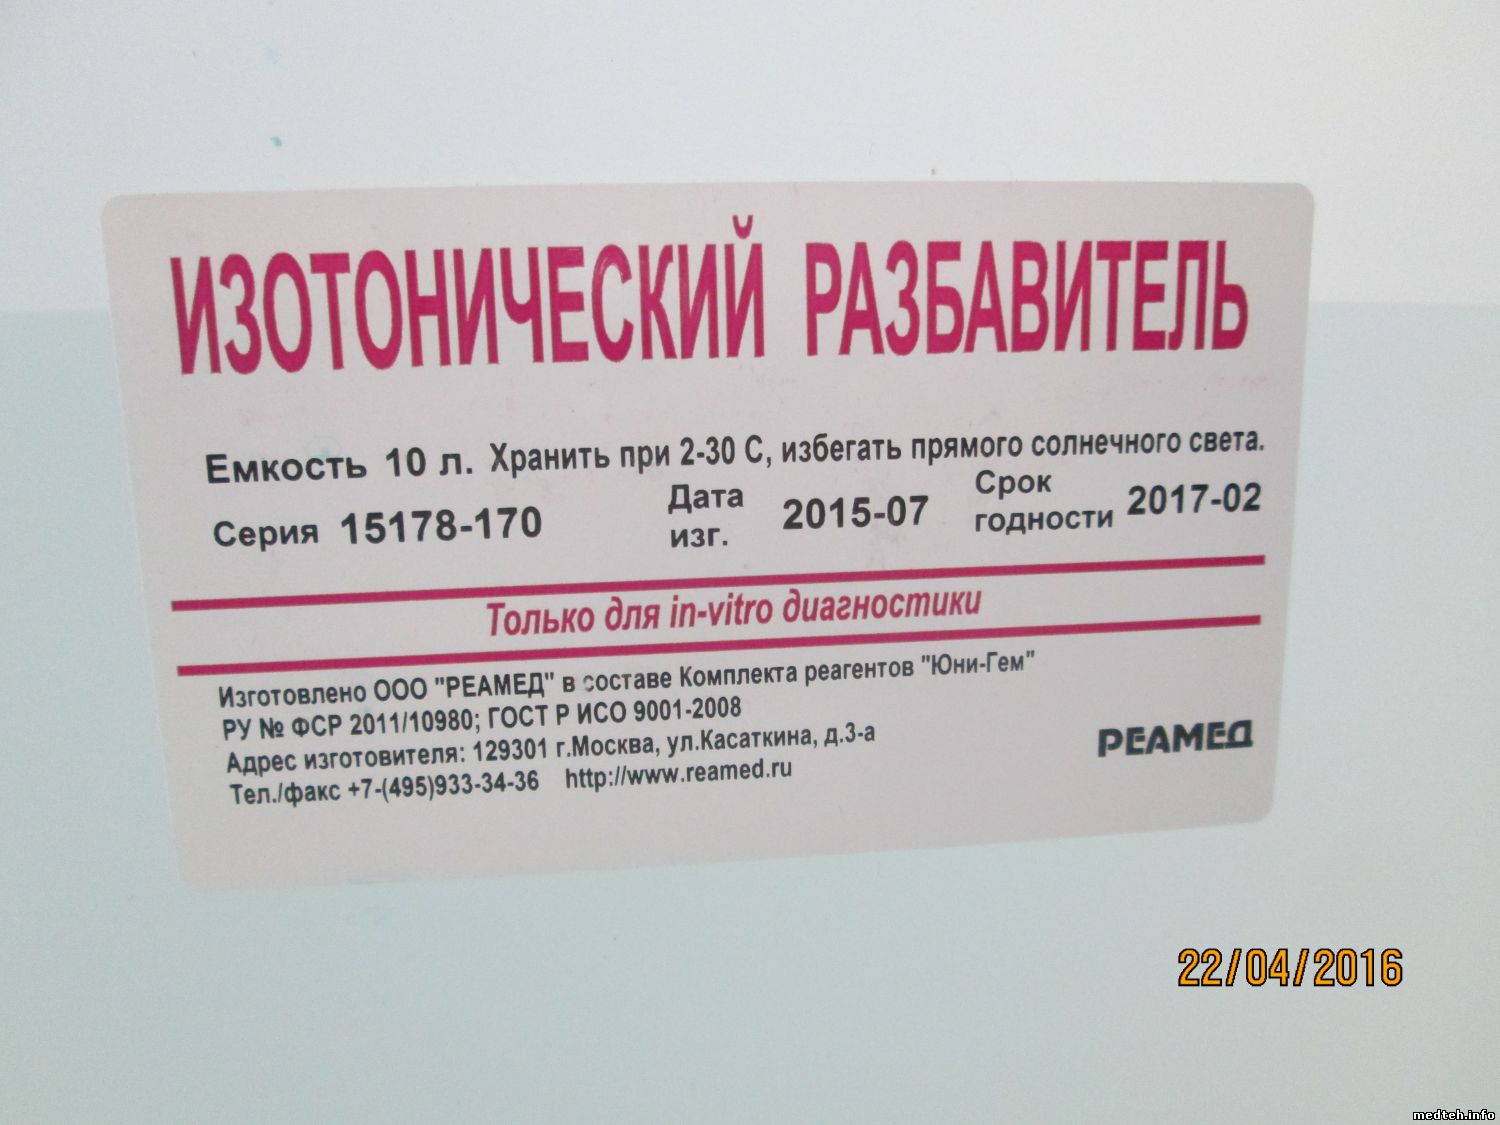 ИЗОТОНИЧЕСКИЙ РАЗБАВИТЕЛЬ
Емкость 10 л. Хранить при 2-30 С, избегать прямого солнечного света.
Серия 15178-170 Дата изг. 2015-07 Срок годности 2017-02
Только для in-vitro диагностики
Изготовлено ООО "РЕАМЕД" в составе Комплекта реагентов "Юни-Гем"
РУ № ФСР 2011/10980; ГОСТ Р ИСО 9001-2008
Адрес изготовителя: 129301 г.Москва, ул.Касаткина, д.3-а
Тел./факс +7-(495)933-34-36 http://www.reamed.ru
РЕАМЕД
22/04/2016
medteh.info